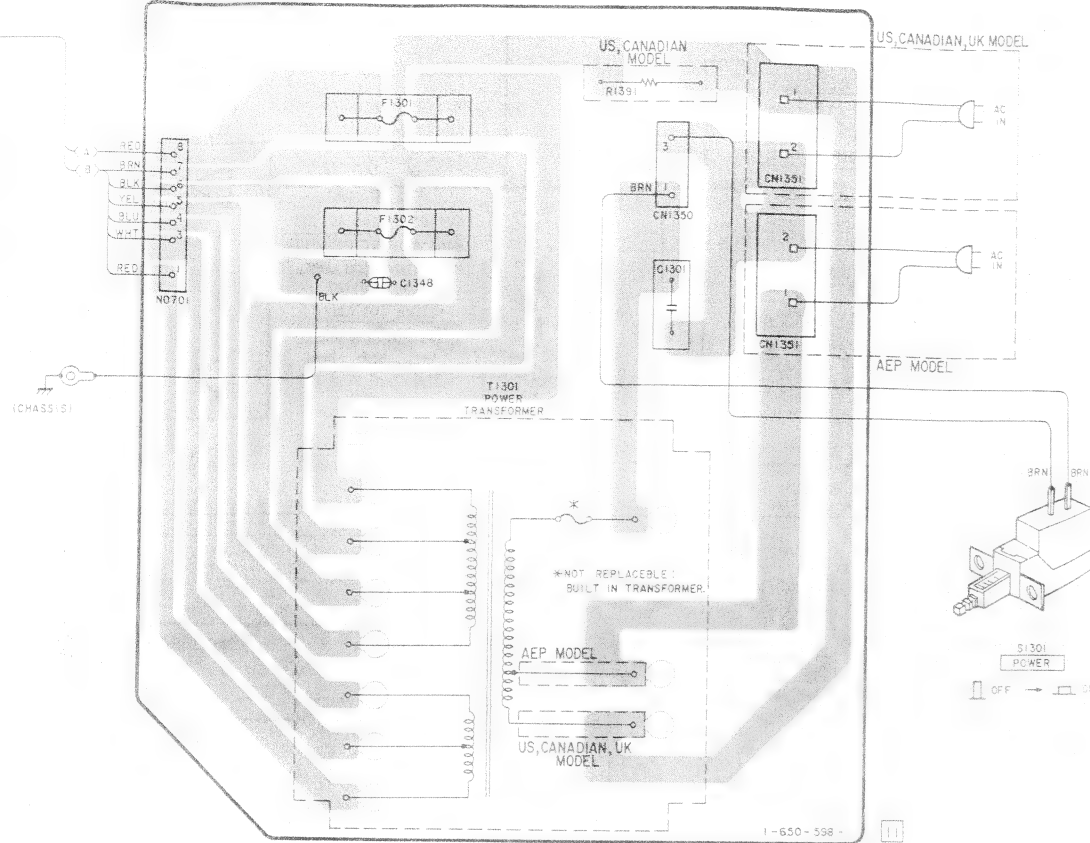 US, CANADIAN
MODEL
R1391
US, CANADIAN, UK MODEL
1
2
CN1351
AC
IN
F1301
3
BRN
1
CN1350
A
RED
8
B
BRN
7
BLK
6
YEL
5
BLU
4
WHT
3
RED
1
N0701
F1302
C1348
BLK
C1301
2
1
CN1351
AC
IN
AEP MODEL
(CHASSIS)
T1301
POWER
TRANSFORMER
*
*NOT REPLACEBLE:
BUILT IN TRANSFORMER.
AEP MODEL
US, CANADIAN, UK
MODEL
BRN
BRN
S1301
POWER
OFF
1-650-598-
11